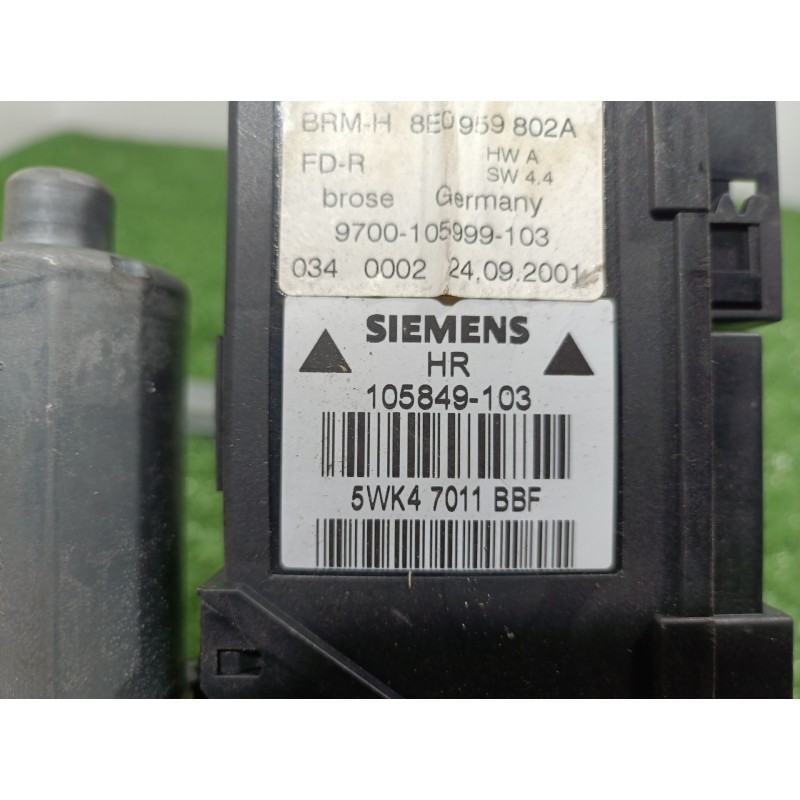 BRM-H 8E0 959 802A
FD-R HW A
SW 4.4
brose Germany
9700-105999-103
034 0002 24.09.2001
SIEMENS
HR
105849-103
5WK4 7011 BBF